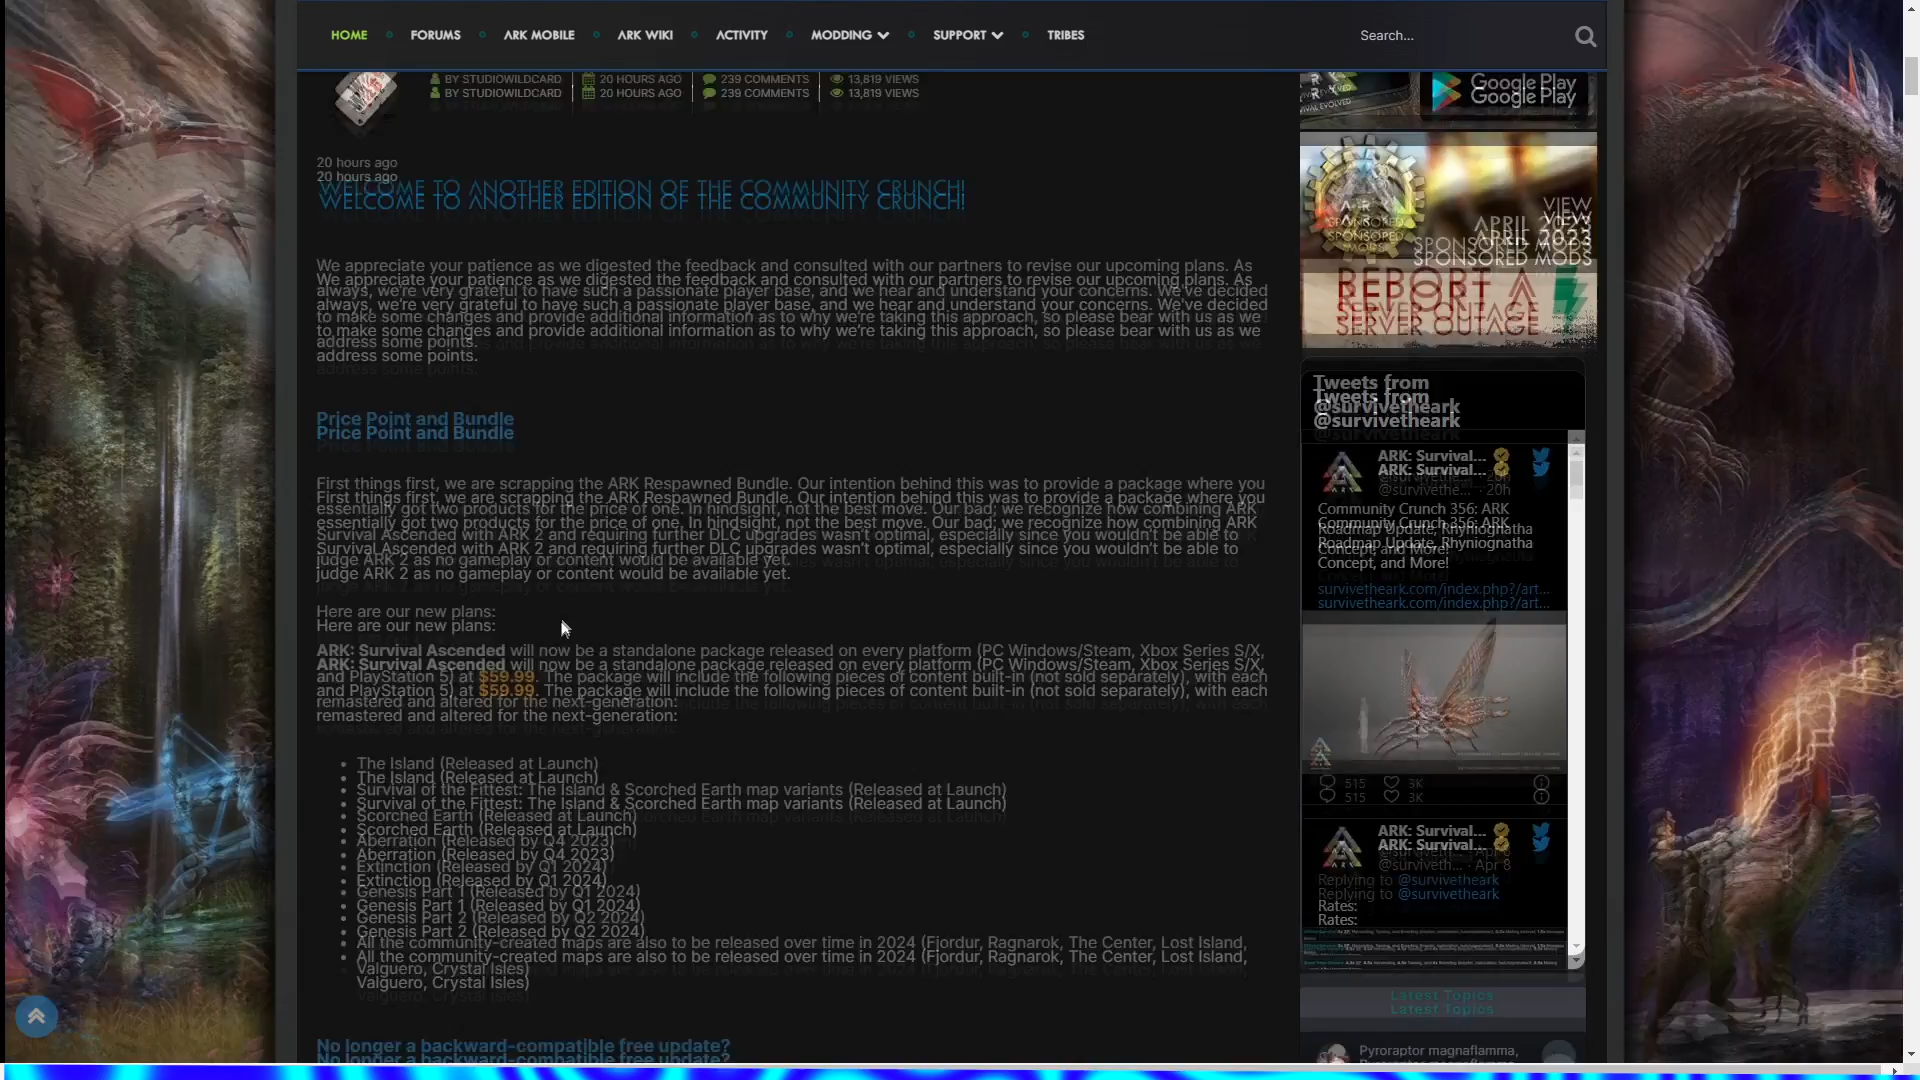 HOME FORUMS ARK MOBILE ARK WIKI ACTIVITY MODDING SUPPORT TRIBES Search...
BY STUDIOWILDCARD 20 HOURS AGO 239 COMMENTS 13,819 VIEWS
20 hours ago
WELCOME TO ANOTHER EDITION OF THE COMMUNITY CRUNCH!
We appreciate your patience as we digested the feedback and consulted with our partners to revise our upcoming plans. As
always, we're very grateful to have such a passionate player base, and we hear and understand your concerns. We've decided
to make some changes and provide additional information as to why we're taking this approach, so please bear with us as we
address some points.
Price Point and Bundle
First things first, we are scrapping the ARK Respawned Bundle. Our intention behind this was to provide a package where you
essentially got two products for the price of one. In hindsight, not the best move. Our bad; we recognize how combining ARK
Survival Ascended with ARK 2 and requiring further DLC upgrades wasn't optimal, especially since you wouldn't be able to
judge ARK 2 as no gameplay or content would be available yet.
Here are our new plans:
ARK: Survival Ascended will now be a standalone package released on every platform (PC Windows/Steam, Xbox Series S/X,
and PlayStation 5) at $59.99. The package will include the following pieces of content built-in (not sold separately), with each
remastered and altered for the next-generation:
• The Island (Released at Launch)
• Survival of the Fittest: The Island & Scorched Earth map variants (Released at Launch)
• Scorched Earth (Released at Launch)
• Aberration (Released by Q4 2023)
• Extinction (Released by Q1 2024)
• Genesis Part 1 (Released by Q1 2024)
• Genesis Part 2 (Released by Q2 2024)
• All the community-created maps are also to be released over time in 2024 (Fjordur, Ragnarok, The Center, Lost Island,
Valguero, Crystal Isles)
No longer a backward-compatible free update?
Google Play
VIEW
APRIL 2023
SPONSORED MODS
REPORT A
SERVER OUTAGE
Tweets from
@survivetheark
ARK: Survival...
@survivethe... · 20h
Community Crunch 356: ARK
Roadmap Update, Rhyniognatha
Concept, and More!
survivetheark.com/index.php?/art...
515 3K
ARK: Survival...
@surviveth... · Apr 8
Replying to @survivetheark
Rates:
Latest Topics
Pyroraptor magnaflamma,